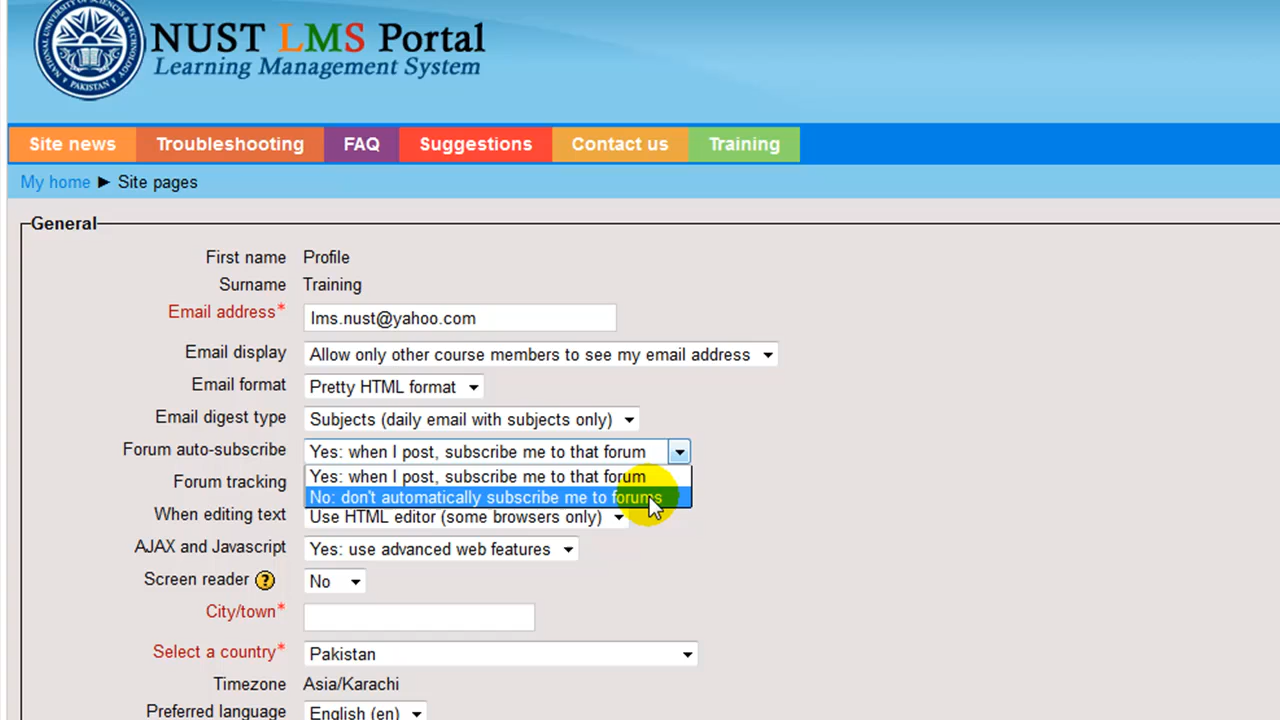 NUST LMS Portal
Learning Management System
PAKISTAN
Site news Troubleshooting FAQ Suggestions Contact us Training
My home ► Site pages
General
First name Profile
Surname Training
Email address* lms.nust@yahoo.com
Email display Allow only other course members to see my email address
Email format Pretty HTML format
Email digest type Subjects (daily email with subjects only)
Forum auto-subscribe Yes: when I post, subscribe me to that forum
Yes: when I post, subscribe me to that forum
Forum tracking
No: don't automatically subscribe me to forums
When editing text Use HTML editor (some browsers only)
AJAX and Javascript Yes: use advanced web features
Screen reader ? No
City/town*
Select a country* Pakistan
Timezone Asia/Karachi
Preferred language English (en)